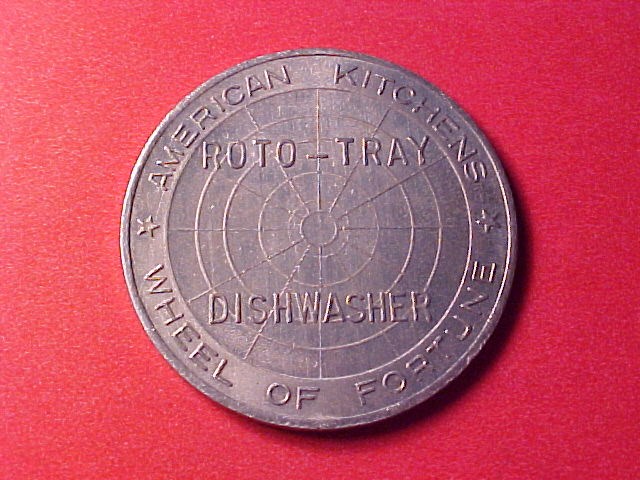 AMERICAN KITCHENS
ROTO-TRAY
DISHWASHER
WHEEL OF FORTUNE